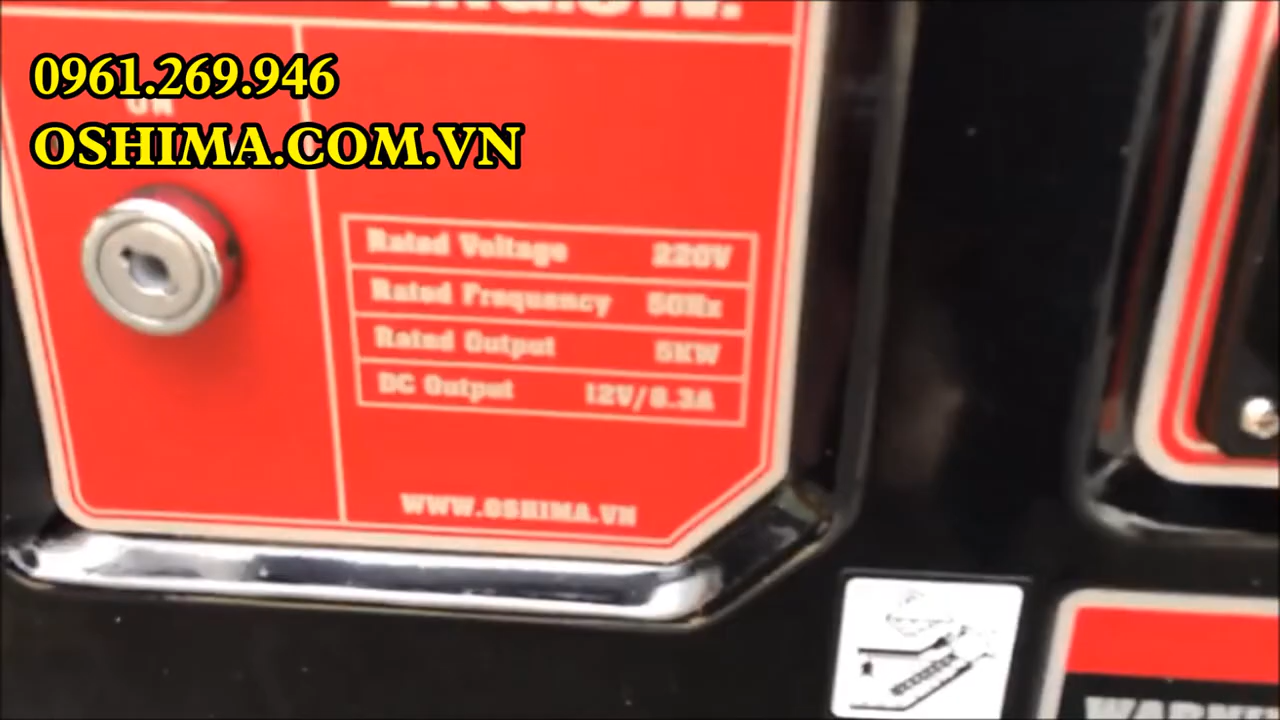 0961.269.946
OSHIMA.COM.VN
ON
Rated Voltage 220V
Rated Frequency 50Hz
Rated Output 5KW
DC Output 12V/8.3A
WWW.OSHIMA.VN